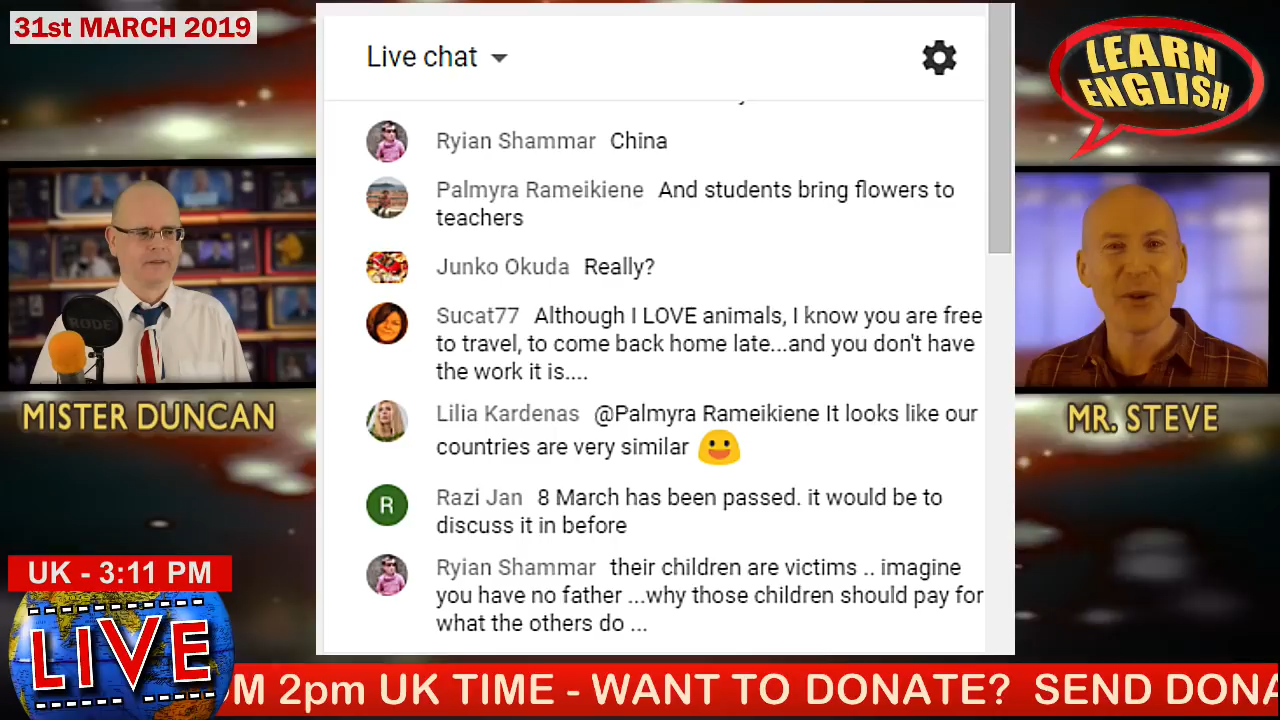 31st MARCH 2019
Live chat
LEARN
ENGLISH
Ryian Shammar China
Palmyra Rameikiene And students bring flowers to
teachers
Junko Okuda Really?
Sucat77 Although I LOVE animals, I know you are free
to travel, to come back home late...and you don't have
the work it is....
Lilia Kardenas @Palmyra Rameikiene It looks like our
countries are very similar
R
Razi Jan 8 March has been passed. it would be to
discuss it in before
Ryian Shammar their children are victims .. imagine
you have no father ...why those children should pay for
what the others do ...
RODE
MISTER DUNCAN
MR. STEVE
UK - 3:11 PM
LIVE
M 2pm UK TIME - WANT TO DONATE? SEND DONA